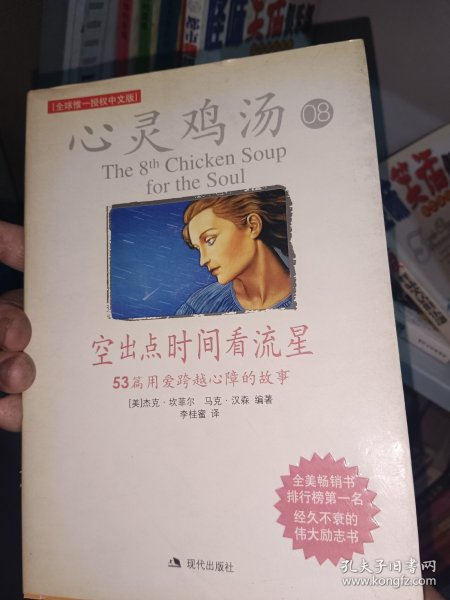 [全球惟一授权中文版]
心灵鸡汤 08
The 8th Chicken Soup
for the Soul
空出点时间看流星
53篇用爱跨越心障的故事
[美]杰克·坎菲尔 马克·汉森 编著
李桂蜜 译
全美畅销书
排行榜第一名
经久不衰的
伟大励志书
现代出版社
孔夫子旧书网
www.kongfz.com